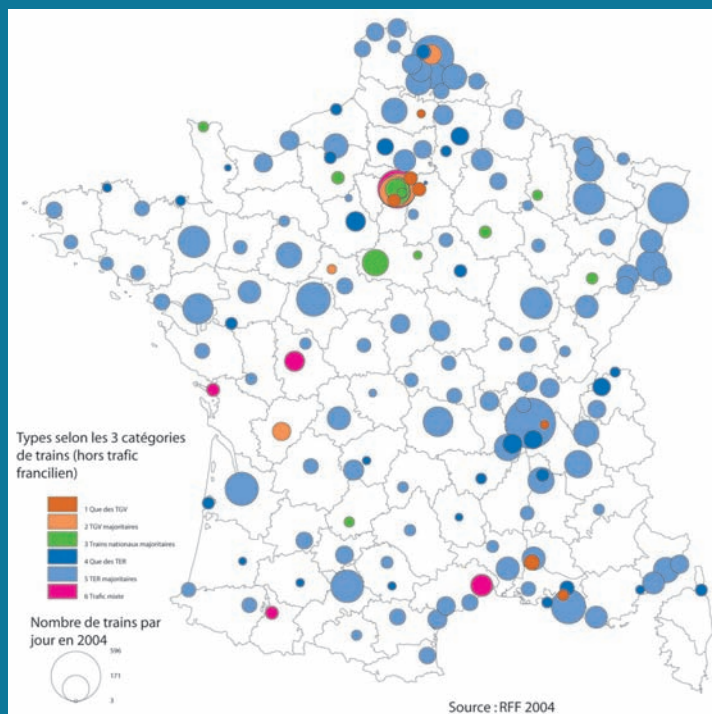 Types selon les 3 catégories
de trains (hors trafic
francilien)
1 Que des TGV
2 TGV majoritaires
3 Trains nationaux majoritaires
4 Que des TER
5 TER majoritaires
6 Trafic mixte
Nombre de trains par
jour en 2004
596
171
3
Source : RFF 2004